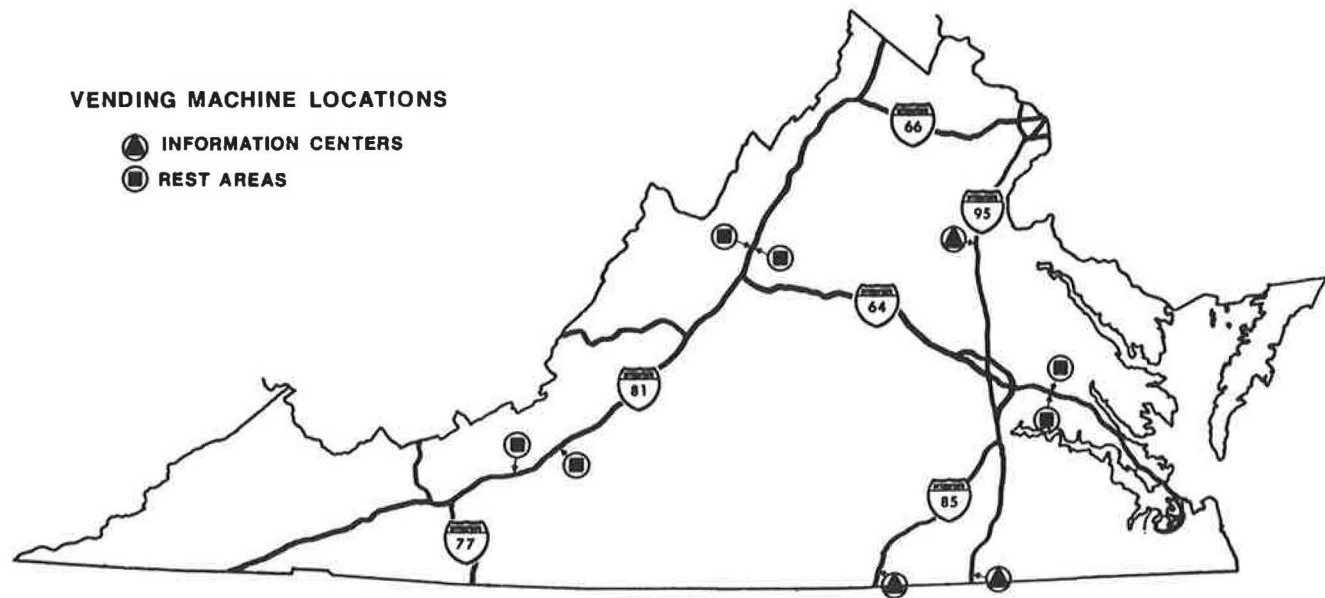 VENDING MACHINE LOCATIONS
INFORMATION CENTERS
REST AREAS
66
95
64
81
85
77